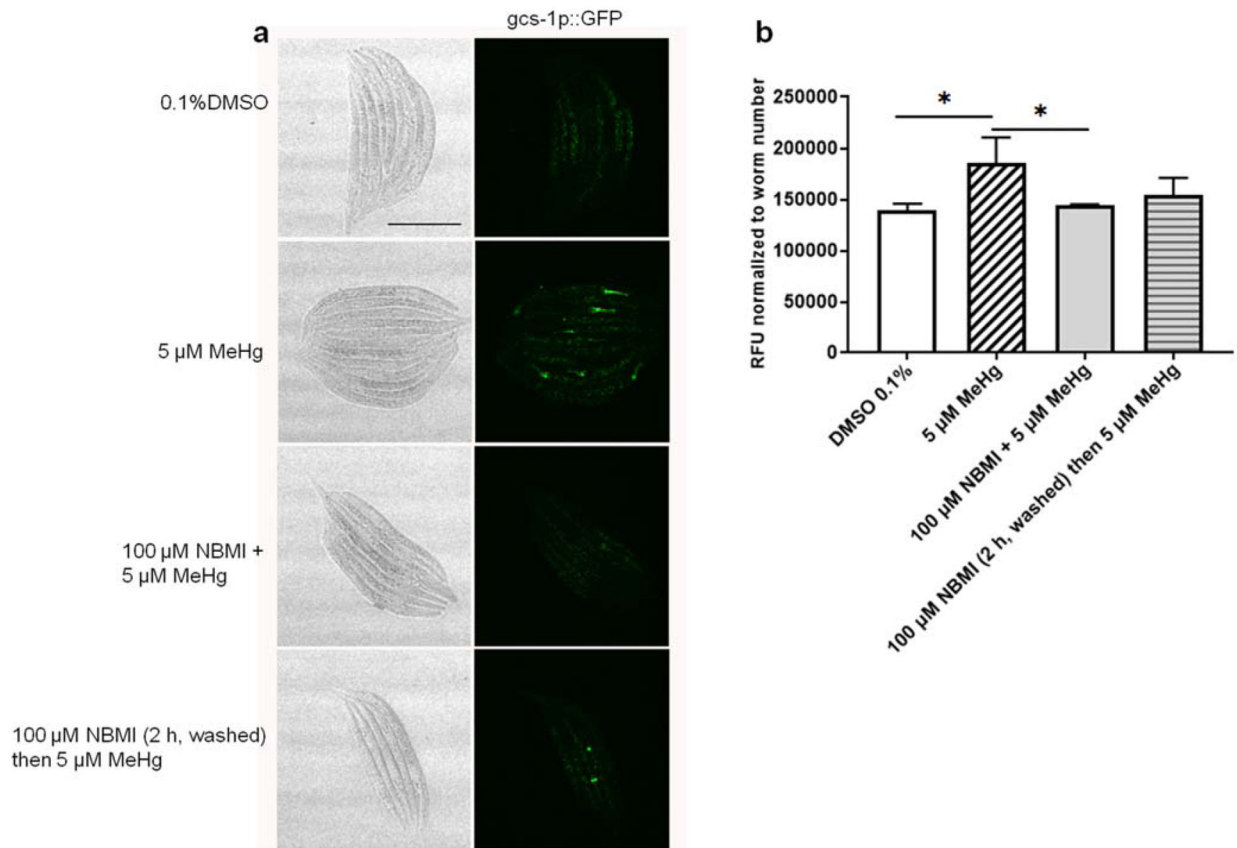 a
gcs-1p::GFP
0.1%DMSO
5 µM MeHg
100 µM NBMI +
5 µM MeHg
100 µM NBMI (2 h, washed)
then 5 µM MeHg
b
RFU normalized to worm number
250000
200000
150000
100000
50000
0
*
*
DMSO 0.1%
5 µM MeHg
100 µM NBMI + 5 µM MeHg
100 µM NBMI (2 h, washed) then 5 µM MeHg